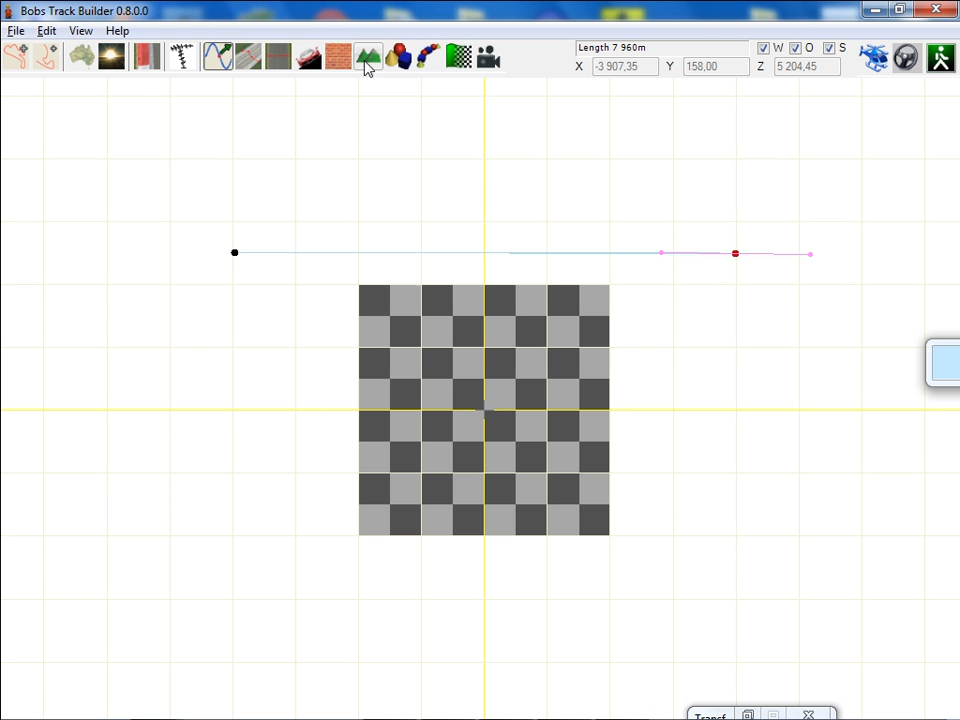 Bobs Track Builder 0.8.0.0
File Edit View Help
Length 7 960m
W O S
X -3 907,35 Y 158,00 Z 5 204,45
Transf